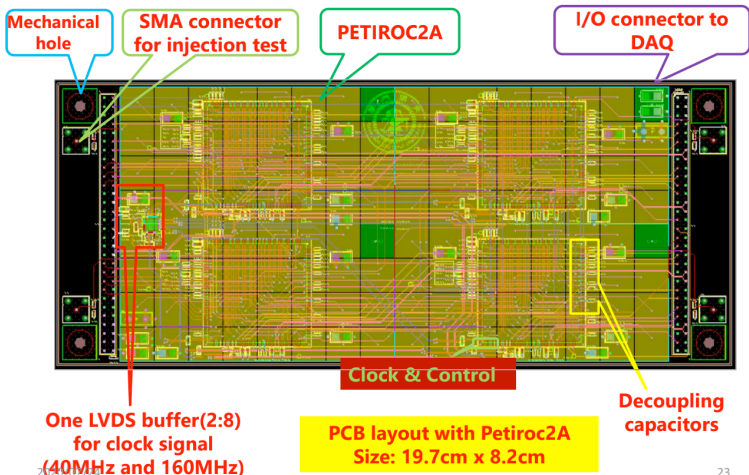 Mechanical
hole
SMA connector
for injection test
PETIROC2A
I/O connector to
DAQ
Clock & Control
One LVDS buffer(2:8)
for clock signal
(40MHz and 160MHz)
PCB layout with Petiroc2A
Size: 19.7cm x 8.2cm
Decoupling
capacitors
23